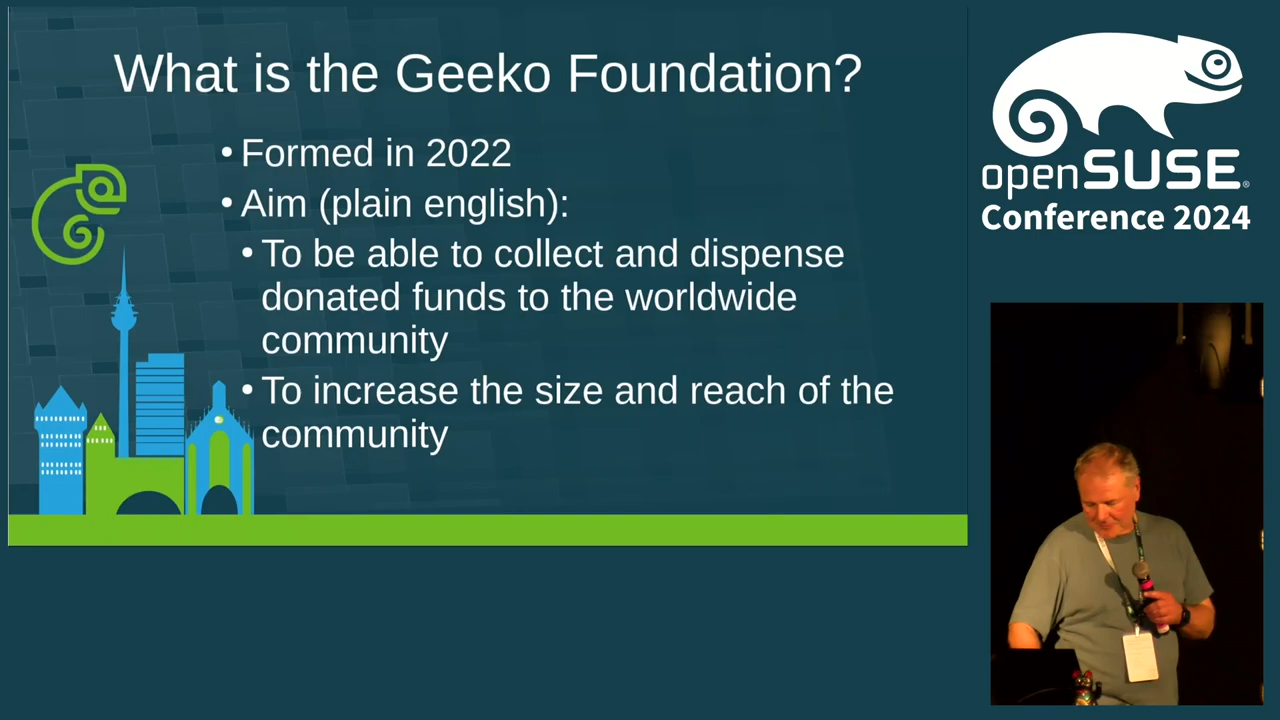 What is the Geeko Foundation?
• Formed in 2022
• Aim (plain english):
• To be able to collect and dispense
donated funds to the worldwide
community
• To increase the size and reach of the
community
openSUSE®
Conference 2024